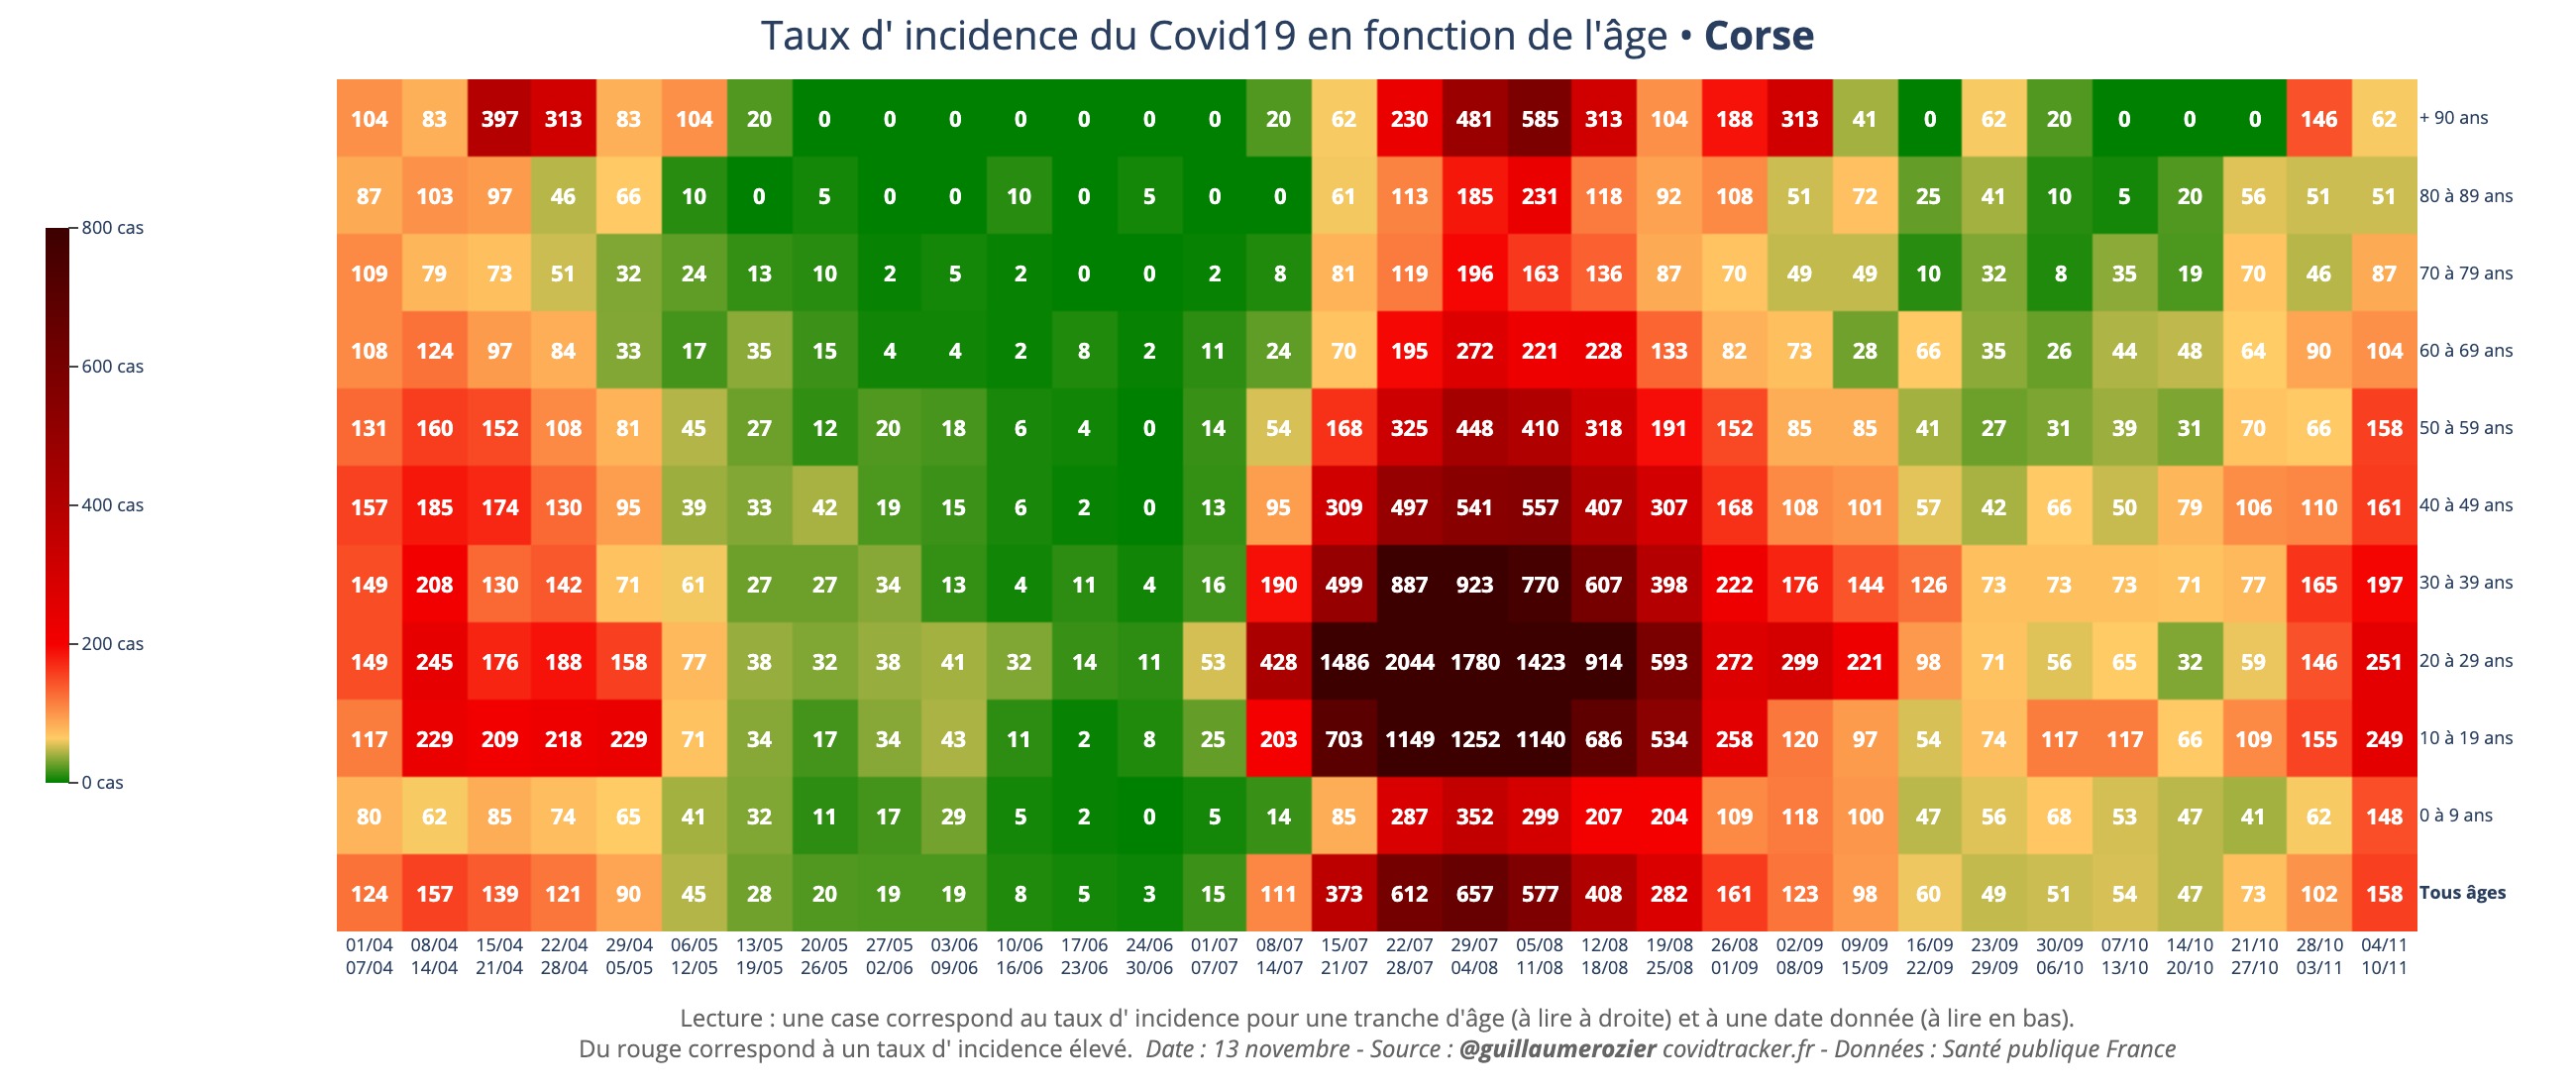 Taux d' incidence du Covid19 en fonction de l'âge • Corse
104 83 397 313 83 104 20 0 0 0 0 0 0 0 20 62 230 481 585 313 104 188 313 41 0 62 20 0 0 0 146 62 + 90 ans
87 103 97 46 66 10 0 5 0 0 10 0 5 0 0 61 113 185 231 118 92 108 51 72 25 41 10 5 20 56 51 51 80 à 89 ans
800 cas
109 79 73 51 32 24 13 10 2 5 2 0 0 2 8 81 119 196 163 136 87 70 49 49 10 32 8 35 19 70 46 87 70 à 79 ans
108 124 97 84 33 17 35 15 4 4 2 8 2 11 24 70 195 272 221 228 133 82 73 28 66 35 26 44 48 64 90 104 60 à 69 ans
600 cas
131 160 152 108 81 45 27 12 20 18 6 4 0 14 54 168 325 448 410 318 191 152 85 85 41 27 31 39 31 70 66 158 50 à 59 ans
400 cas
157 185 174 130 95 39 33 42 19 15 6 2 0 13 95 309 497 541 557 407 307 168 108 101 57 42 66 50 79 106 110 161 40 à 49 ans
149 208 130 142 71 61 27 27 34 13 4 11 4 16 190 499 887 923 770 607 398 222 176 144 126 73 73 73 71 77 165 197 30 à 39 ans
200 cas
149 245 176 188 158 77 38 32 38 41 32 14 11 53 428 1486 2044 1780 1423 914 593 272 299 221 98 71 56 65 32 59 146 251 20 à 29 ans
117 229 209 218 229 71 34 17 34 43 11 2 8 25 203 703 1149 1252 1140 686 534 258 120 97 54 74 117 117 66 109 155 249 10 à 19 ans
0 cas
80 62 85 74 65 41 32 11 17 29 5 2 0 5 14 85 287 352 299 207 204 109 118 100 47 56 68 53 47 41 62 148 0 à 9 ans
124 157 139 121 90 45 28 20 19 19 8 5 3 15 111 373 612 657 577 408 282 161 123 98 60 49 51 54 47 73 102 158 Tous âges
01/04 08/04 15/04 22/04 29/04 06/05 13/05 20/05 27/05 03/06 10/06 17/06 24/06 01/07 08/07 15/07 22/07 29/07 05/08 12/08 19/08 26/08 02/09 09/09 16/09 23/09 30/09 07/10 14/10 21/10 28/10 04/11
07/04 14/04 21/04 28/04 05/05 12/05 19/05 26/05 02/06 09/06 16/06 23/06 30/06 07/07 14/07 21/07 28/07 04/08 11/08 18/08 25/08 01/09 08/09 15/09 22/09 29/09 06/10 13/10 20/10 27/10 03/11 10/11
Lecture : une case correspond au taux d' incidence pour une tranche d'âge (à lire à droite) et à une date donnée (à lire en bas).
Du rouge correspond à un taux d' incidence élevé. Date : 13 novembre - Source : @guillaumerozier covidtracker.fr - Données : Santé publique France